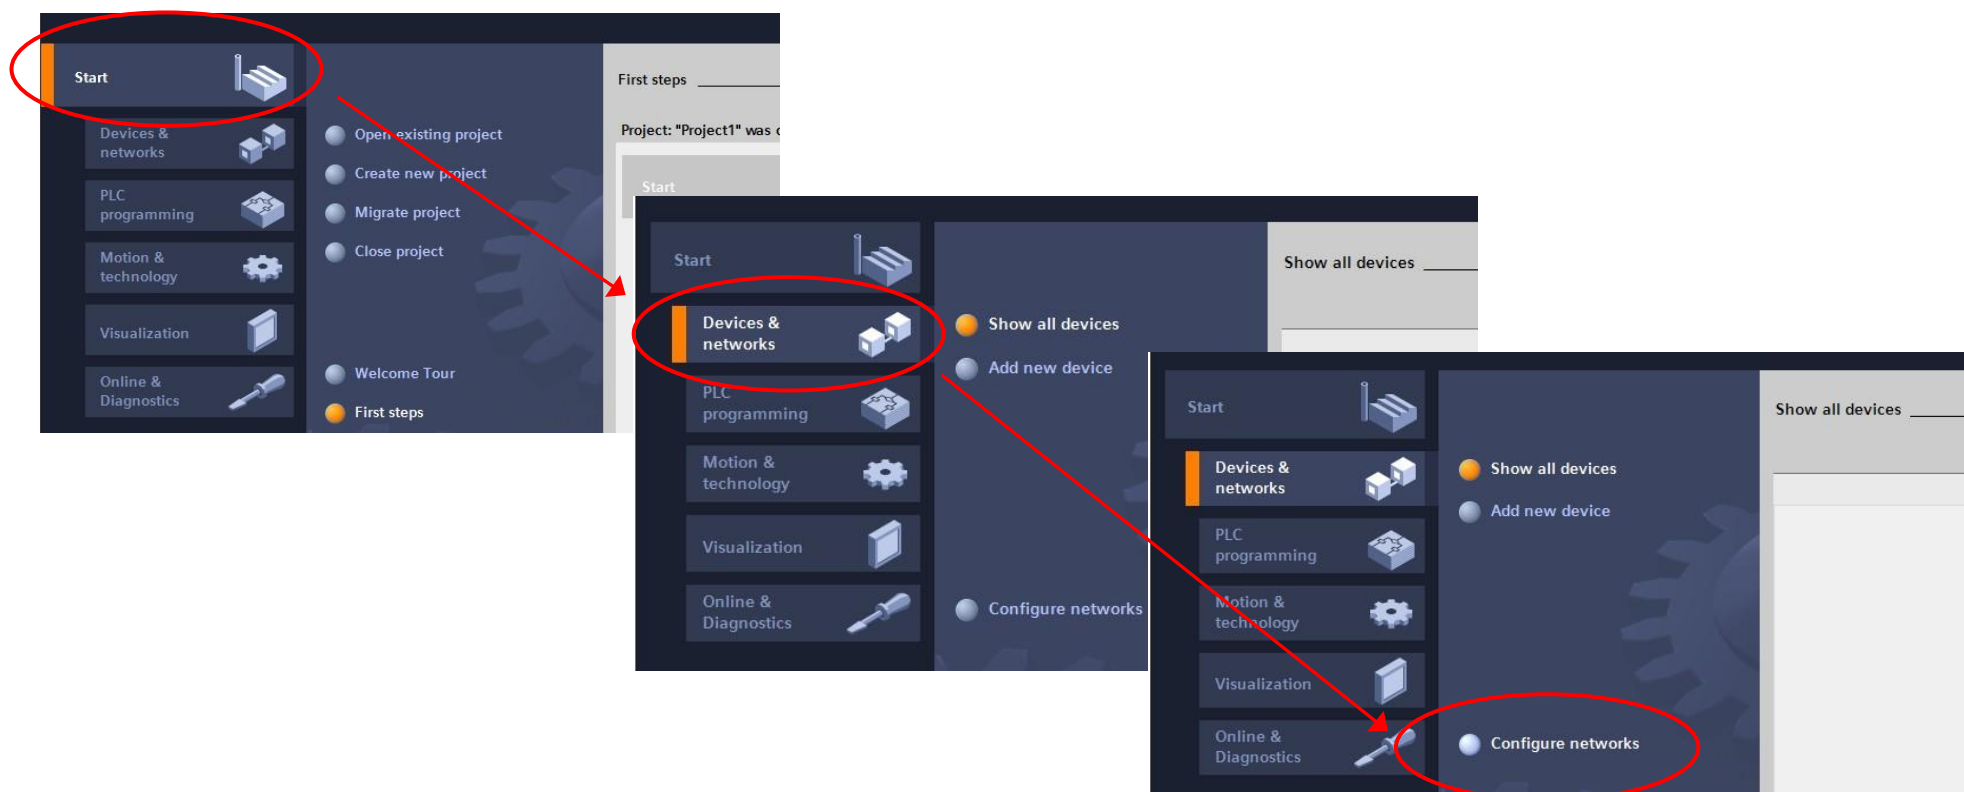 Start
Devices &
networks
PLC
programming
Motion &
technology
Visualization
Online &
Diagnostics
Open existing project
Create new project
Migrate project
Close project
Welcome Tour
First steps
First steps
Project: "Project1" was
Start
Start
Devices &
networks
PLC
programming
Motion &
technology
Visualization
Online &
Diagnostics
Show all devices
Add new device
Configure networks
Show all devices
Start
Devices &
networks
PLC
programming
Motion &
technology
Visualization
Online &
Diagnostics
Show all devices
Add new device
Configure networks
Show all devices